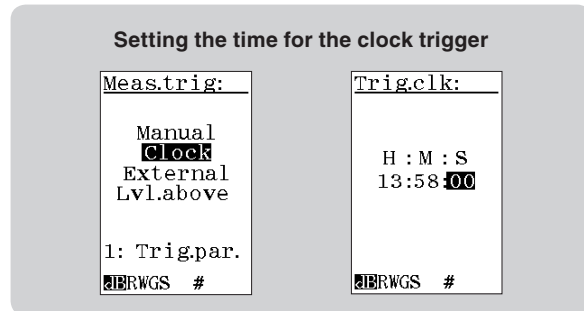 Setting the time for the clock trigger
Meas.trig:
Manual
Clock
External
Lvl.above
1: Trig.par.
dBRWGS #
Trig.clk:
H : M : S
13:58:00
dBRWGS #